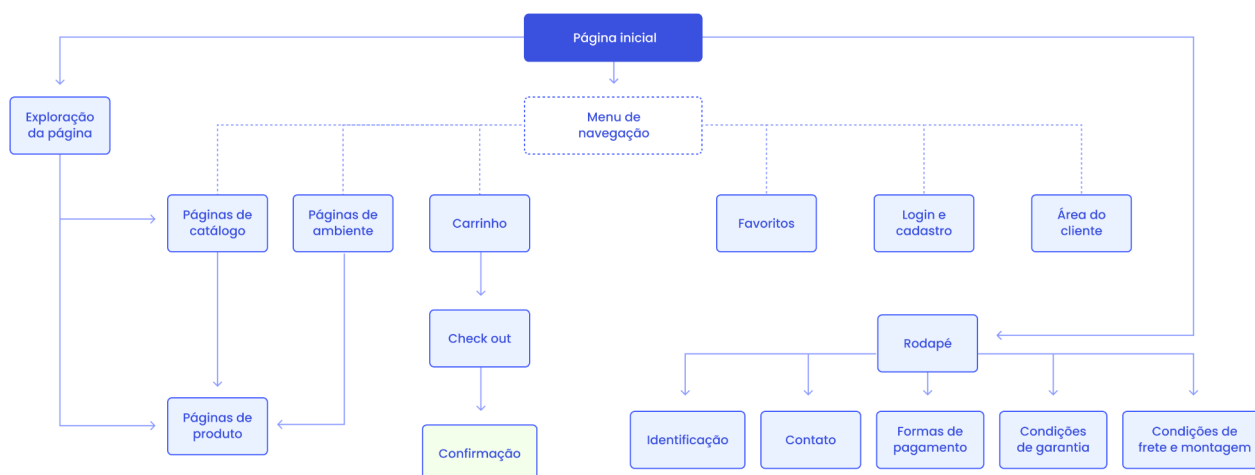 Página inicial
Exploração
da página
Menu de
navegação
Páginas de
catálogo
Páginas de
ambiente
Carrinho
Favoritos
Login e
cadastro
Área do
cliente
Check out
Rodapé
Páginas de
produto
Confirmação
Identificação
Contato
Formas de
pagamento
Condições
de garantia
Condições de
frete e montagem